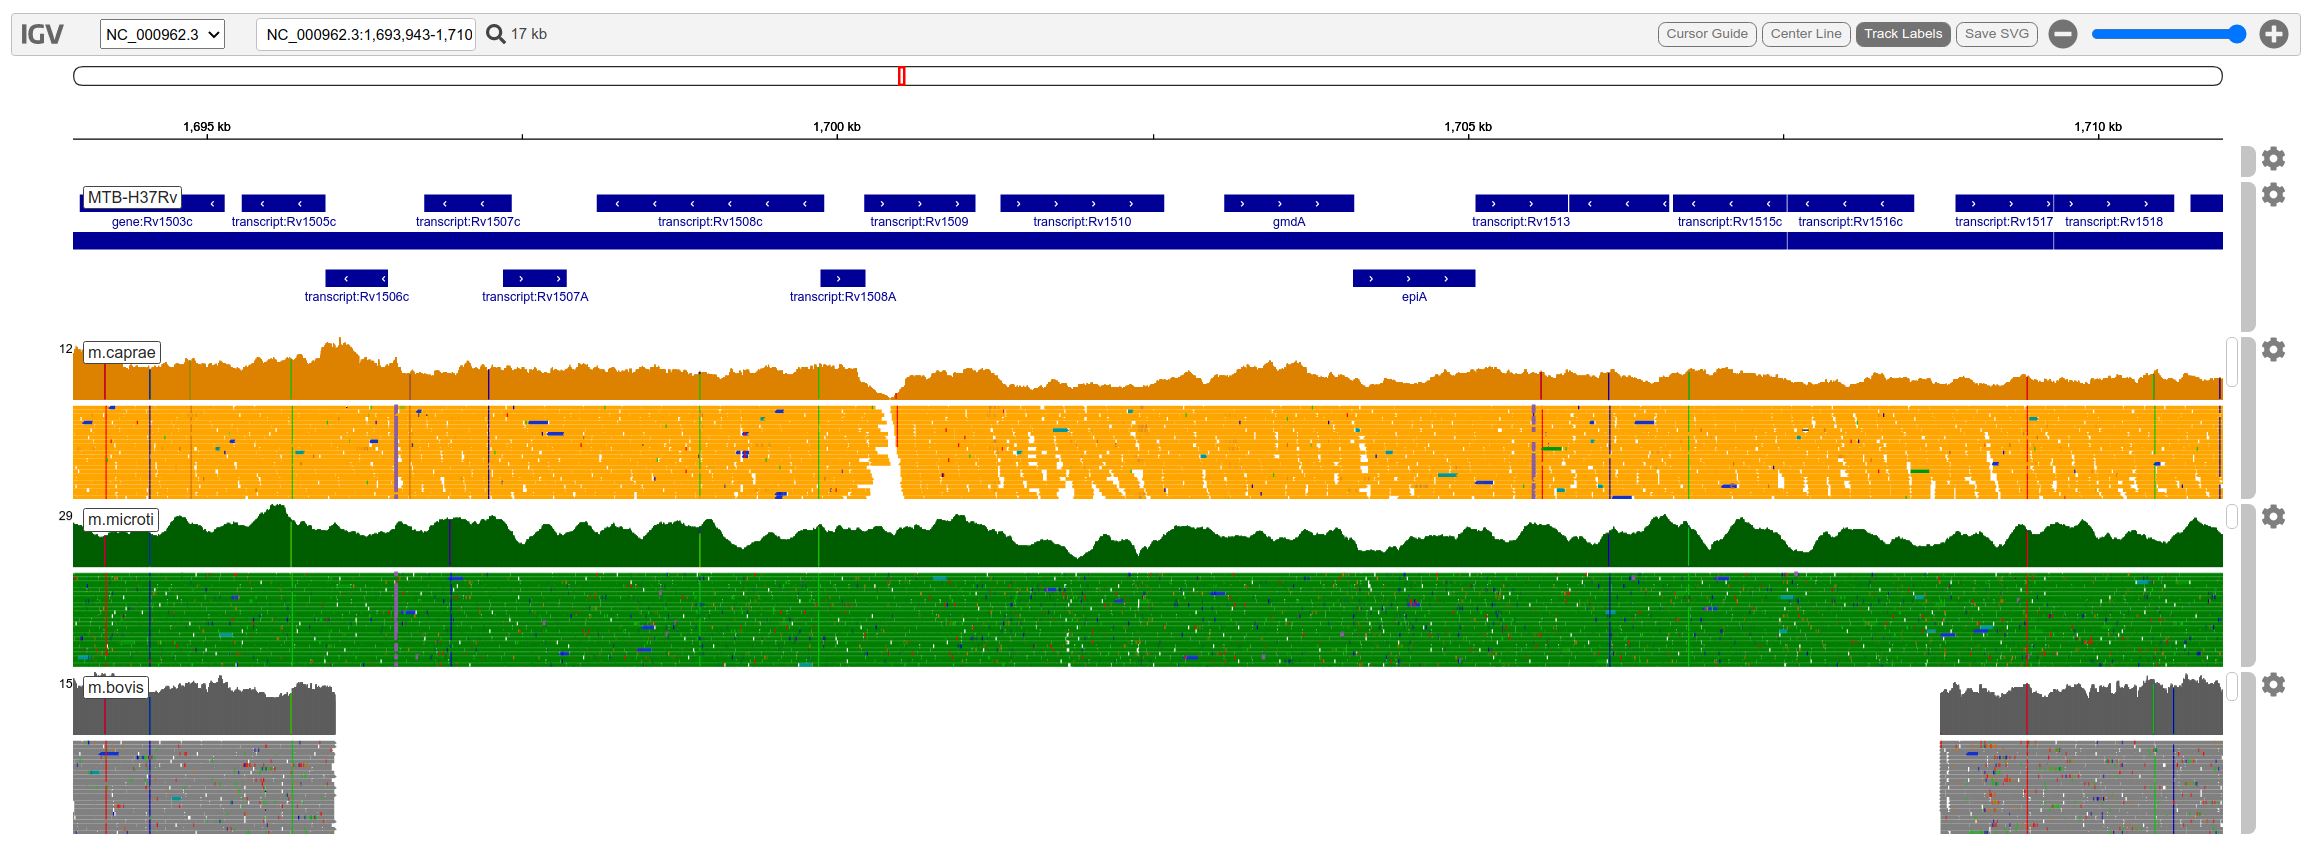 IGV NC_000962.3 NC_000962.3:1,693,943-1,710 17 kb Cursor Guide Center Line Track Labels Save SVG
1,695 kb 1,700 kb 1,705 kb 1,710 kb
MTB-H37Rv
gene:Rv1503c transcript:Rv1505c transcript:Rv1507c transcript:Rv1508c transcript:Rv1509 transcript:Rv1510 gmdA transcript:Rv1513 transcript:Rv1515c transcript:Rv1516c transcript:Rv1517 transcript:Rv1518
transcript:Rv1506c transcript:Rv1507A transcript:Rv1508A epiA
12 m.caprae
29 m.microti
15 m.bovis